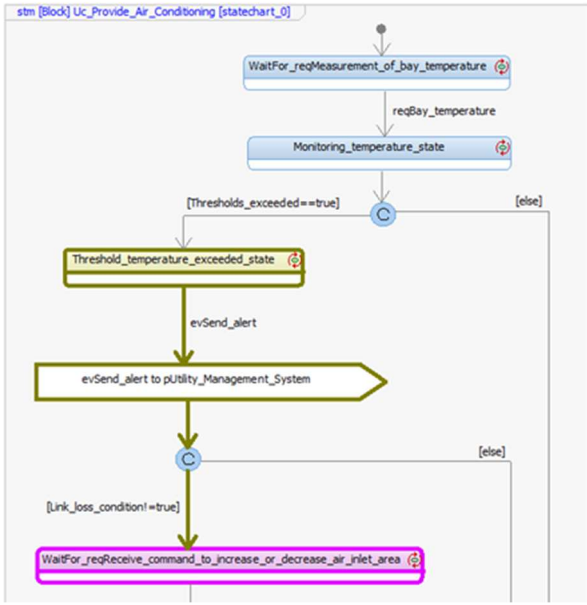 stm [Block] Uc_Provide_Air_Conditioning [statechart_0]
WaitFor_reqMeasurement_of_bay_temperature
reqBay_temperature
Monitoring_temperature_state
[Thresholds_exceeded==true]
[else]
C
Threshold_temperature_exceeded_state
evSend_alert
evSend_alert to pUtility_Management_System
[else]
C
[Link_loss_condition!=true]
WaitFor_reqReceive_command_to_increase_or_decrease_air_inlet_area